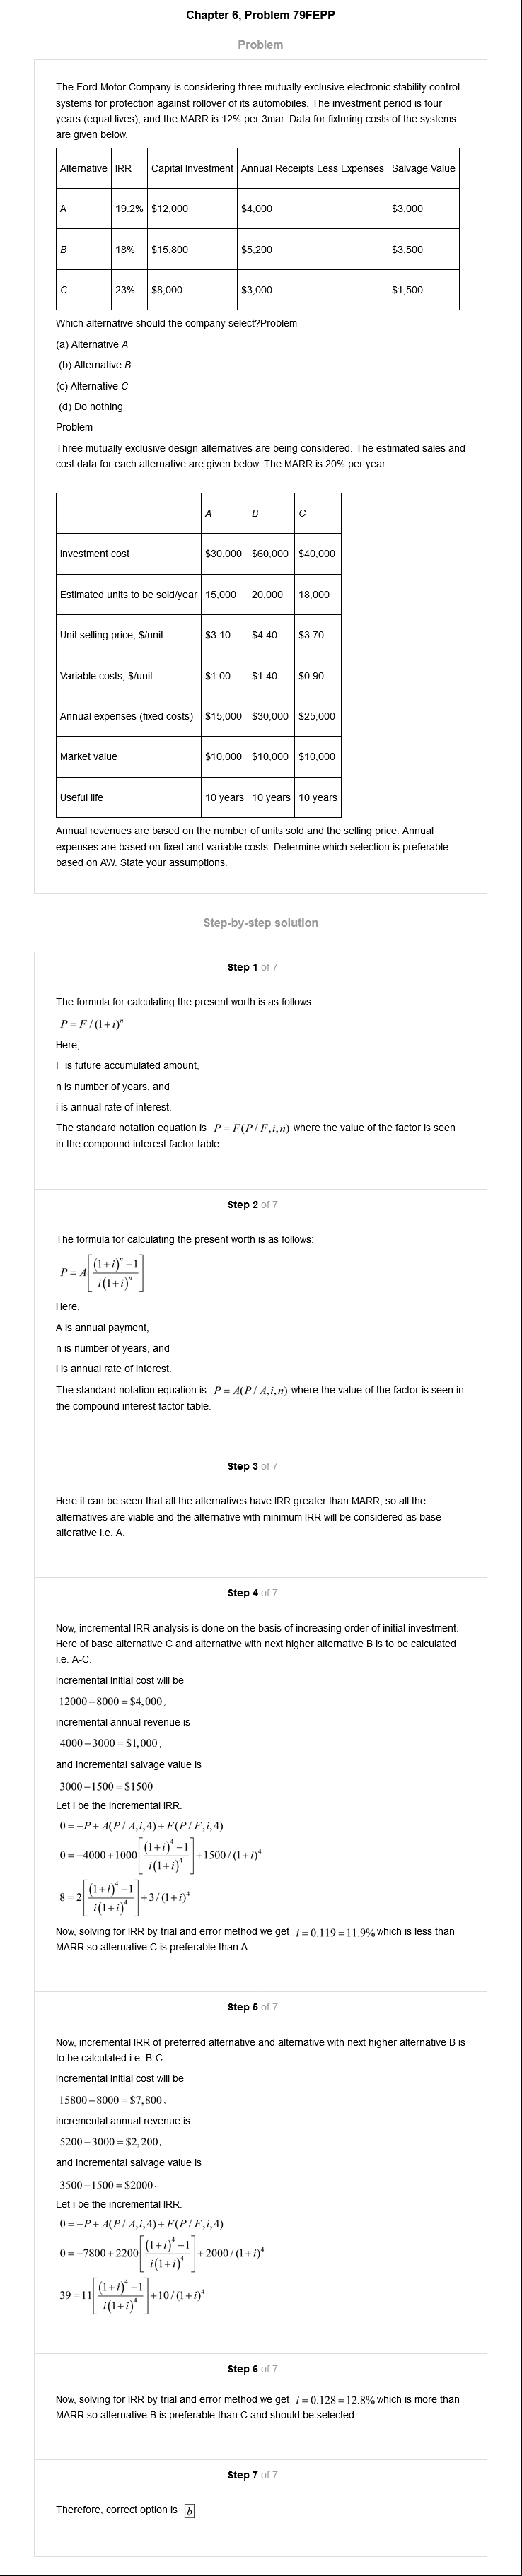 Chapter 6, Problem 79FEPP
Problem
The Ford Motor Company is considering three mutually exclusive electronic stability control
systems for protection against rollover of its automobiles. The investment period is four
years (equal lives), and the MARR is 12% per 3mar. Data for fixturing costs of the systems
are given below.
Alternative IRR Capital Investment Annual Receipts Less Expenses Salvage Value
A 19.2% $12,000 $4,000 $3,000
B 18% $15,800 $5,200 $3,500
C 23% $8,000 $3,000 $1,500
Which alternative should the company select?Problem
(a) Alternative A
(b) Alternative B
(c) Alternative C
(d) Do nothing
Problem
Three mutually exclusive design alternatives are being considered. The estimated sales and
cost data for each alternative are given below. The MARR is 20% per year.
A B C
Investment cost $30,000 $60,000 $40,000
Estimated units to be sold/year 15,000 20,000 18,000
Unit selling price, $/unit $3.10 $4.40 $3.70
Variable costs, $/unit $1.00 $1.40 $0.90
Annual expenses (fixed costs) $15,000 $30,000 $25,000
Market value $10,000 $10,000 $10,000
Useful life 10 years 10 years 10 years
Annual revenues are based on the number of units sold and the selling price. Annual
expenses are based on fixed and variable costs. Determine which selection is preferable
based on AW. State your assumptions.
Step-by-step solution
Step 1 of 7
The formula for calculating the present worth is as follows:
P = F / (1+i)^n
Here,
F is future accumulated amount,
n is number of years, and
i is annual rate of interest.
The standard notation equation is P = F(P / F, i, n) where the value of the factor is seen
in the compound interest factor table.
Step 2 of 7
The formula for calculating the present worth is as follows:
P = A[((1+i)^n −1) / (i(1+i)^n)]
Here,
A is annual payment,
n is number of years, and
i is annual rate of interest.
The standard notation equation is P = A(P / A, i, n) where the value of the factor is seen in
the compound interest factor table.
Step 3 of 7
Here it can be seen that all the alternatives have IRR greater than MARR, so all the
alternatives are viable and the alternative with minimum IRR will be considered as base
alterative i.e. A.
Step 4 of 7
Now, incremental IRR analysis is done on the basis of increasing order of initial investment.
Here of base alternative C and alternative with next higher alternative B is to be calculated
i.e. A-C.
Incremental initial cost will be
12000 − 8000 = $4,000.
incremental annual revenue is
4000 − 3000 = $1,000.
and incremental salvage value is
3000 − 1500 = $1500.
Let i be the incremental IRR.
0 = −P + A(P / A, i, 4) + F(P / F, i, 4)
0 = −4000 + 1000[((1+i)^4 −1) / (i(1+i)^4)] + 1500 / (1+i)^4
8 = 2[((1+i)^4 −1) / (i(1+i)^4)] + 3 / (1+i)^4
Now, solving for IRR by trial and error method we get i = 0.119 = 11.9% which is less than
MARR so alternative C is preferable than A
Step 5 of 7
Now, incremental IRR of preferred alternative and alternative with next higher alternative B is
to be calculated i.e. B-C.
Incremental initial cost will be
15800 − 8000 = $7,800.
incremental annual revenue is
5200 − 3000 = $2,200.
and incremental salvage value is
3500 − 1500 = $2000.
Let i be the incremental IRR.
0 = −P + A(P / A, i, 4) + F(P / F, i, 4)
0 = −7800 + 2200[((1+i)^4 −1) / (i(1+i)^4)] + 2000 / (1+i)^4
39 = 11[((1+i)^4 −1) / (i(1+i)^4)] + 10 / (1+i)^4
Step 6 of 7
Now, solving for IRR by trial and error method we get i = 0.128 = 12.8% which is more than
MARR so alternative B is preferable than C and should be selected.
Step 7 of 7
Therefore, correct option is b